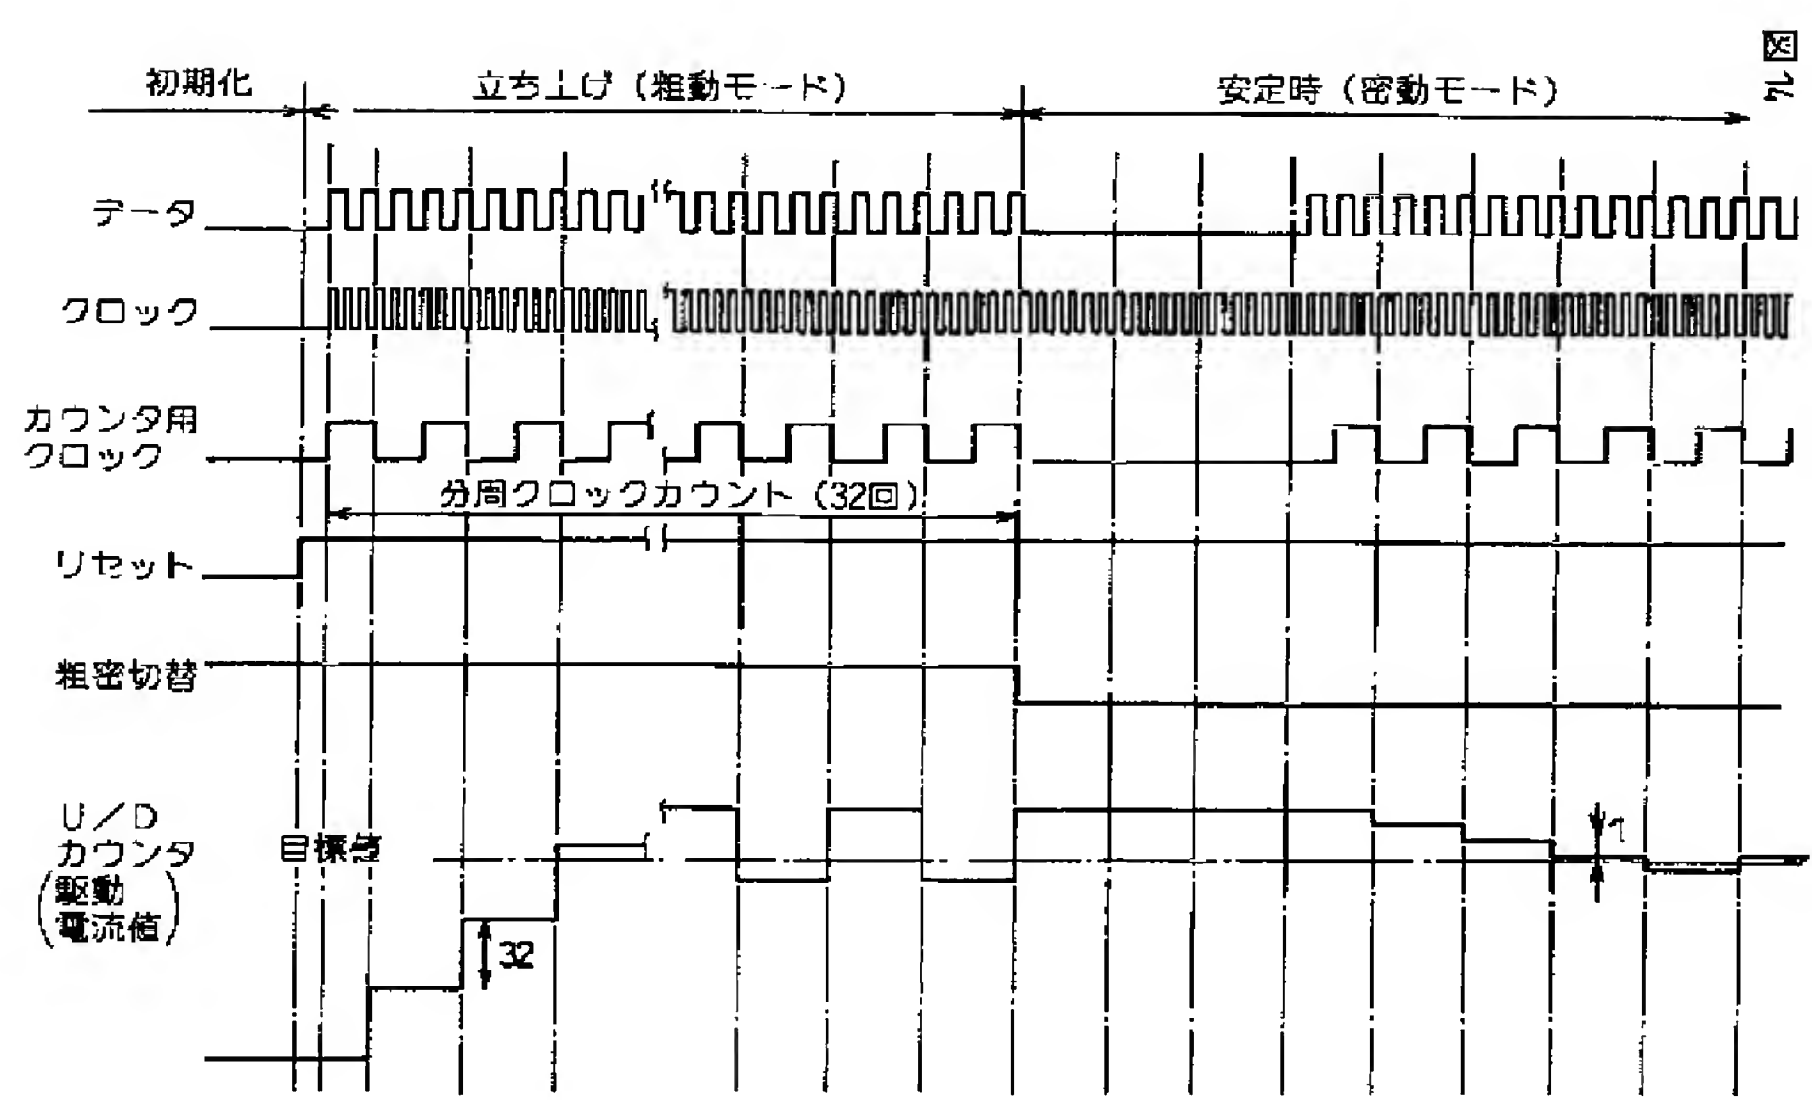 図14
初期化
立ち上げ(粗動モード)
安定時(密動モード)
データ
クロック
カウンタ用
クロック
分周クロックカウント(32回)
リセット
粗密切替
U/D
カウンタ
(駆動
電流値)
目標値
32
1